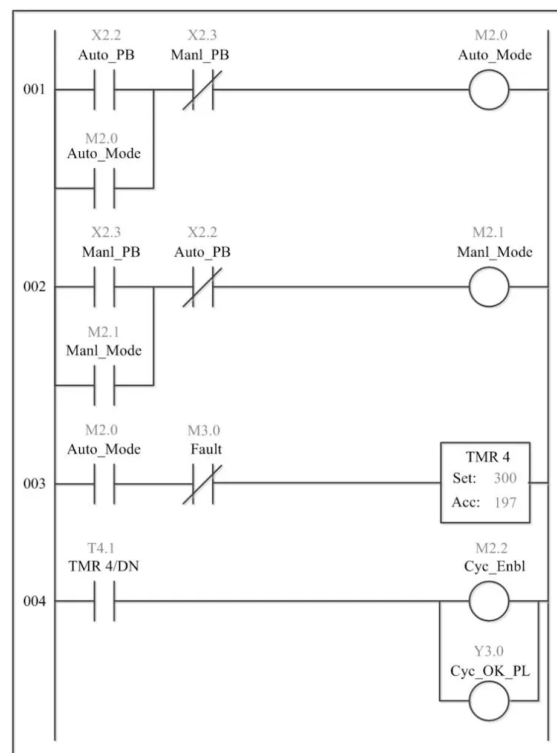 X2.2 X2.3 M2.0
Auto_PB Manl_PB Auto_Mode
001
M2.0
Auto_Mode
X2.3 X2.2 M2.1
Manl_PB Auto_PB Manl_Mode
002
M2.1
Manl_Mode
M2.0 M3.0
Auto_Mode Fault
TMR 4
003 Set: 300
Acc: 197
T4.1 M2.2
TMR 4/DN Cyc_Enbl
004
Y3.0
Cyc_OK_PL